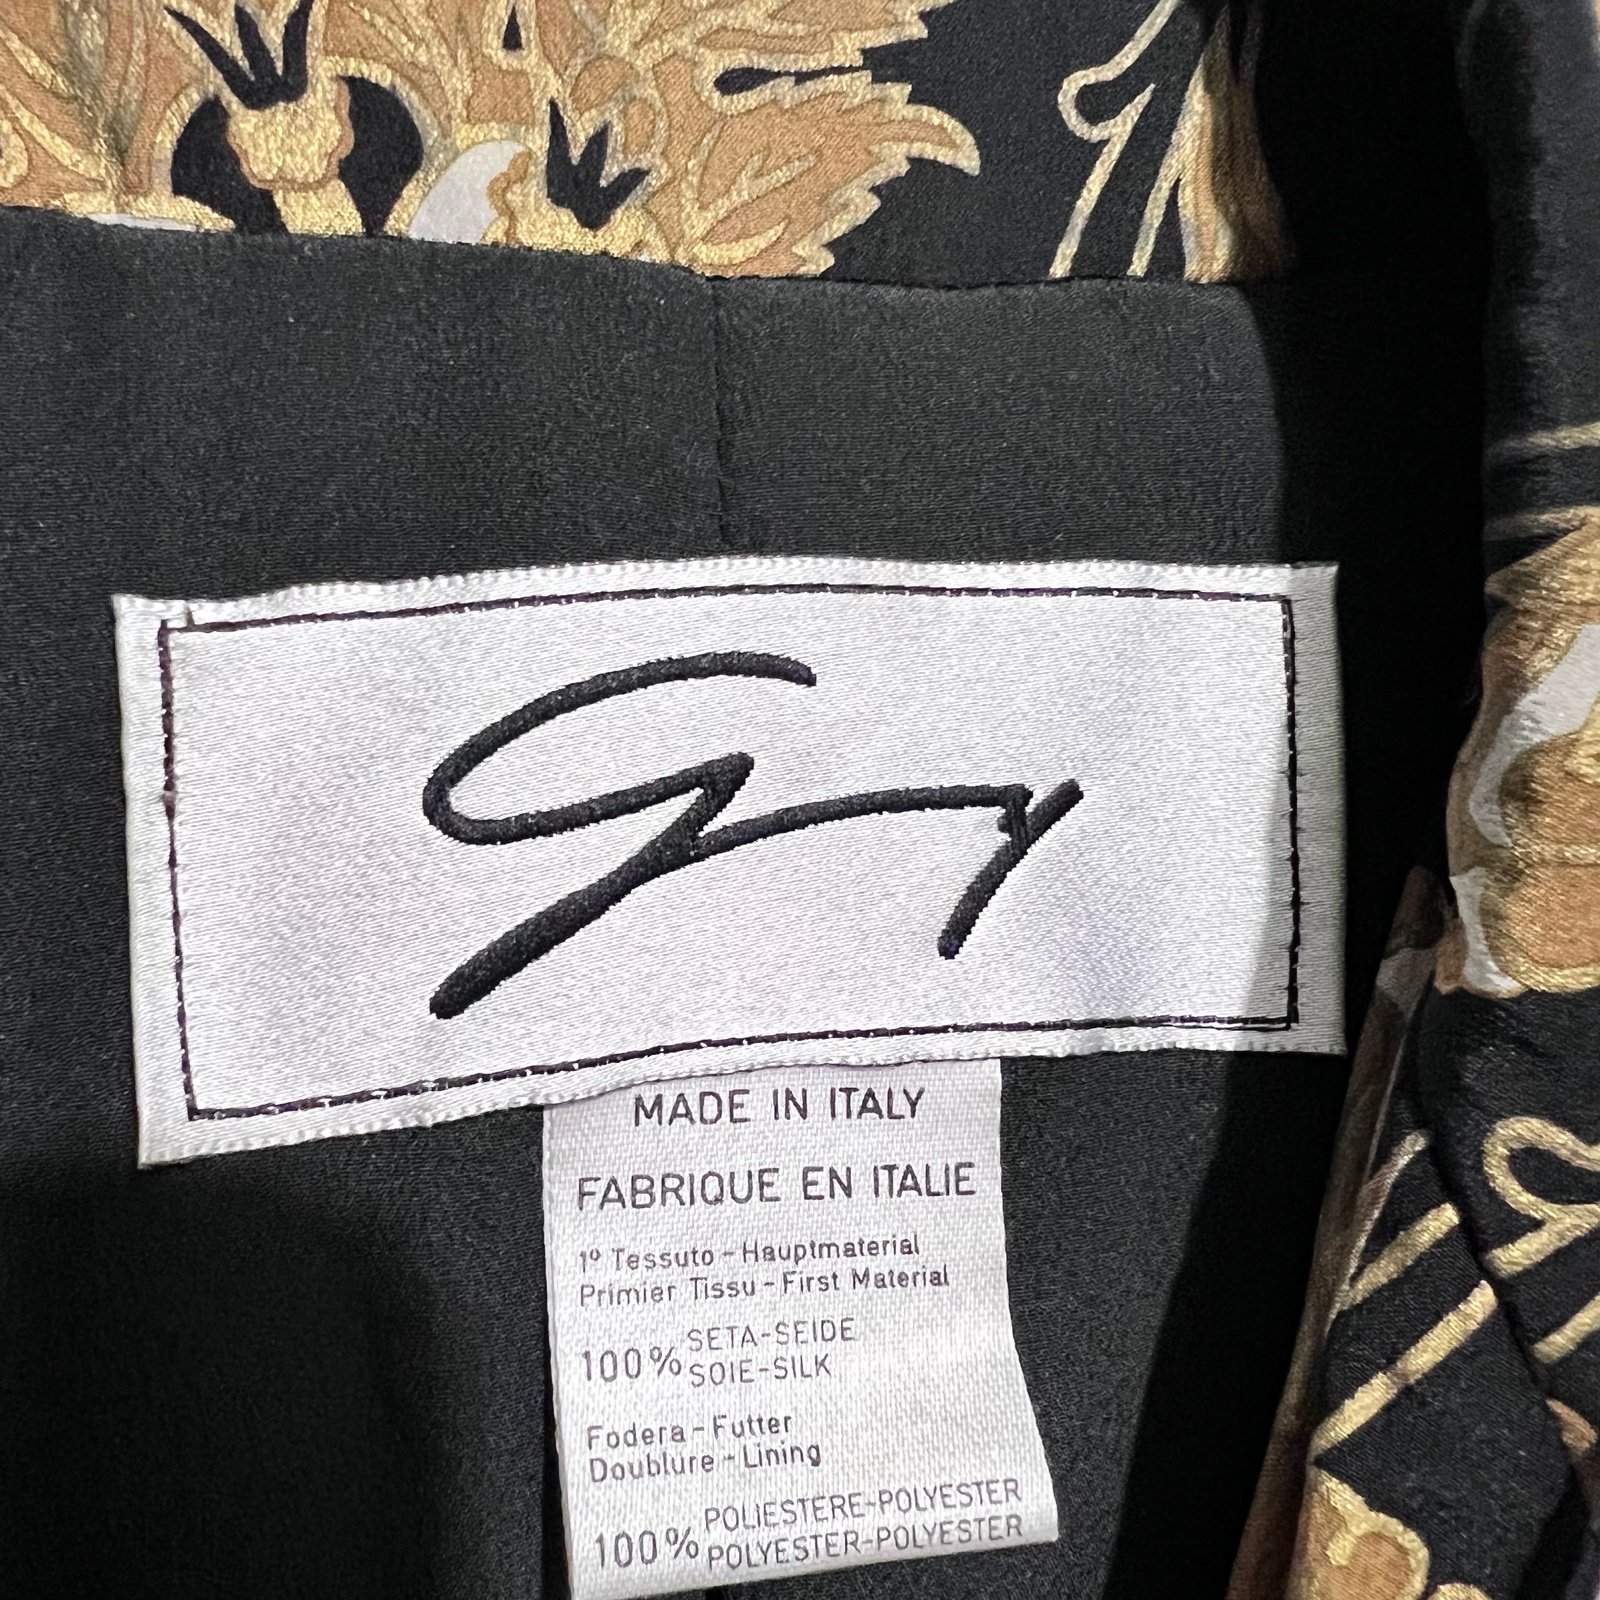 MADE IN ITALY
FABRIQUE EN ITALIE
1º Tessuto - Hauptmaterial
Primier Tissu - First Material
100% SETA-SEIDE
SOIE-SILK
Fodera - Futter
Doublure - Lining
100% POLIESTERE-POLYESTER
POLYESTER-POLYESTER